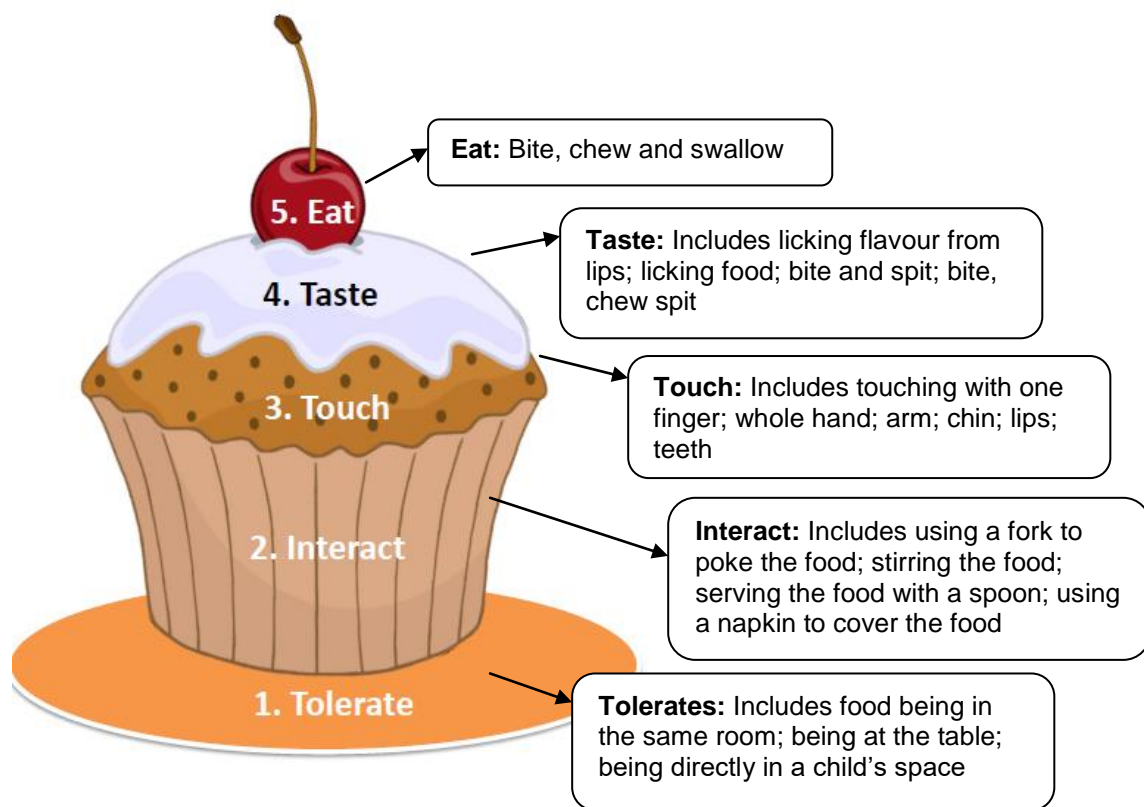 5. Eat
Eat: Bite, chew and swallow
4. Taste
Taste: Includes licking flavour from
lips; licking food; bite and spit; bite,
chew spit
3. Touch
Touch: Includes touching with one
finger; whole hand; arm; chin; lips;
teeth
2. Interact
Interact: Includes using a fork to
poke the food; stirring the food;
serving the food with a spoon; using
a napkin to cover the food
1. Tolerate
Tolerates: Includes food being in
the same room; being at the table;
being directly in a child’s space